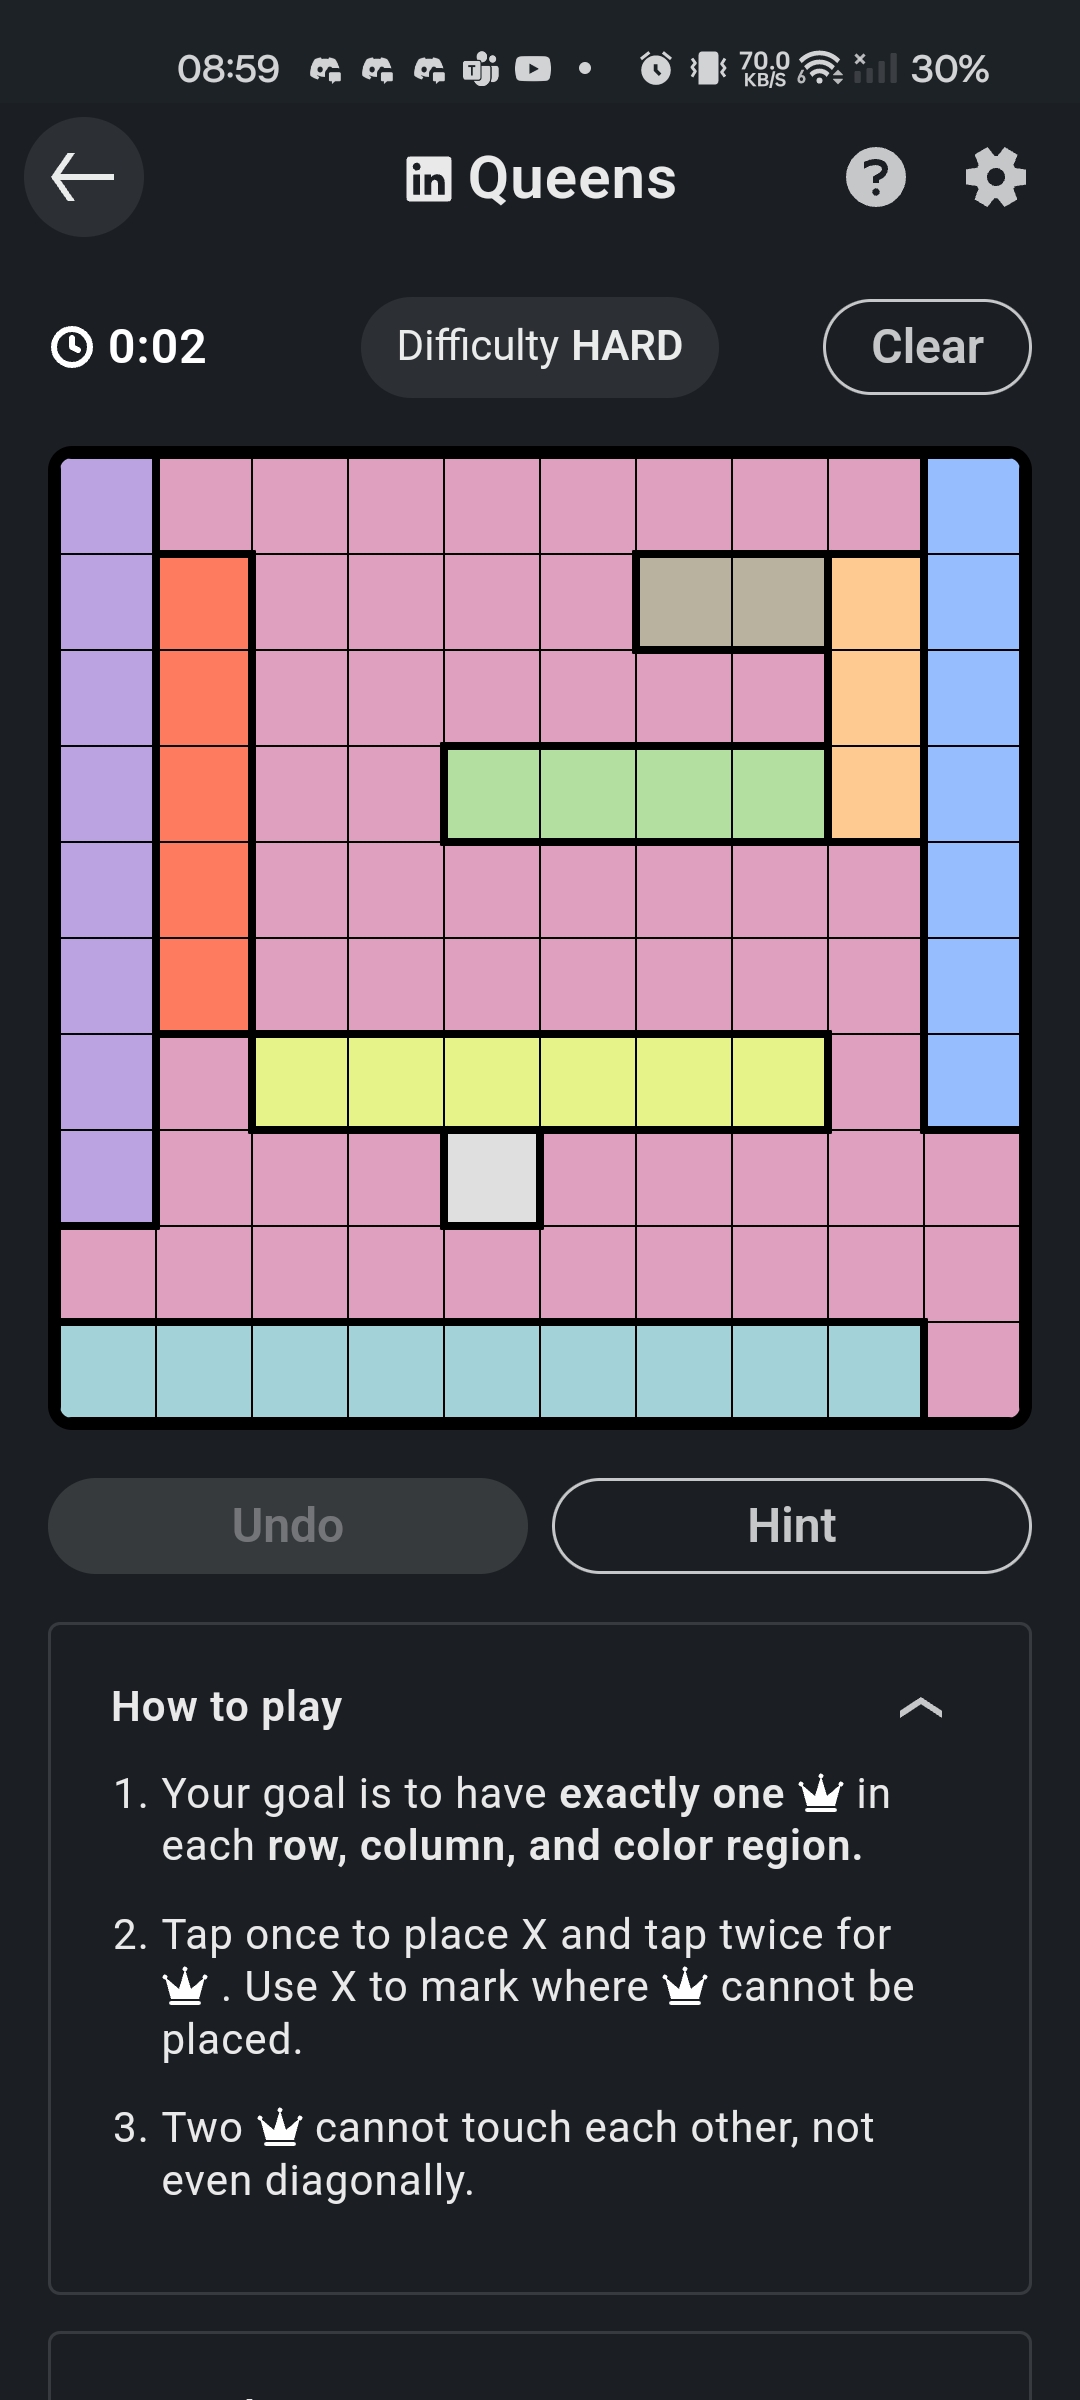 08:59
70.0
KB/S
6
30%
in Queens
?
0:02
Difficulty HARD
Clear
Undo
Hint
How to play
1. Your goal is to have exactly one in
each row, column, and color region.
2. Tap once to place X and tap twice for
. Use X to mark where cannot be
placed.
3. Two cannot touch each other, not
even diagonally.